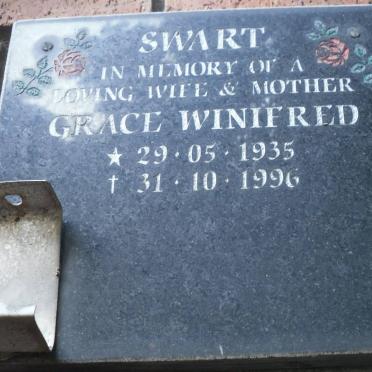 SWART
IN MEMORY OF A
LOVING WIFE & MOTHER
GRACE WINIFRED
★ 29·05·1935
† 31·10·1996